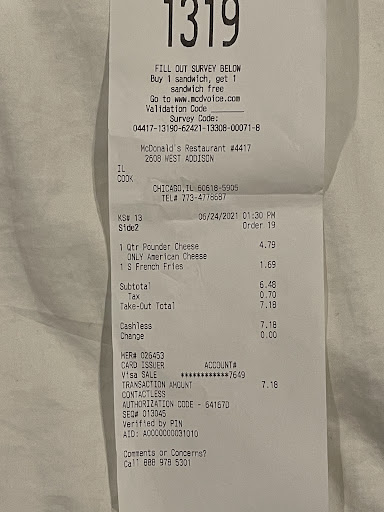 1319
FILL OUT SURVEY BELOW
Buy 1 sandwich, get 1
sandwich free
Go to www.mcdvoice.com
Validation Code ________
Survey Code:
04417-13190-62421-13308-00071-8
McDonald's Restaurant #4417
2608 WEST ADDISON
IL
COOK
CHICAGO,IL 60618-5905
TEL# 773-4776687
KS# 13 06/24/2021 01:30 PM
Side2 Order 19
1 Qtr Pounder Cheese 4.79
ONLY American Cheese
1 S French Fries 1.69
Subtotal 6.48
Tax 0.70
Take-Out Total 7.18
Cashless 7.18
Change 0.00
MER# 026453
CARD ISSUER ACCOUNT#
Visa SALE ************7649
TRANSACTION AMOUNT 7.18
CONTACTLESS
AUTHORIZATION CODE - 64167D
SEQ# 013045
Verified by PIN
AID: A0000000031010
Comments or Concerns?
Call 888 978 5301